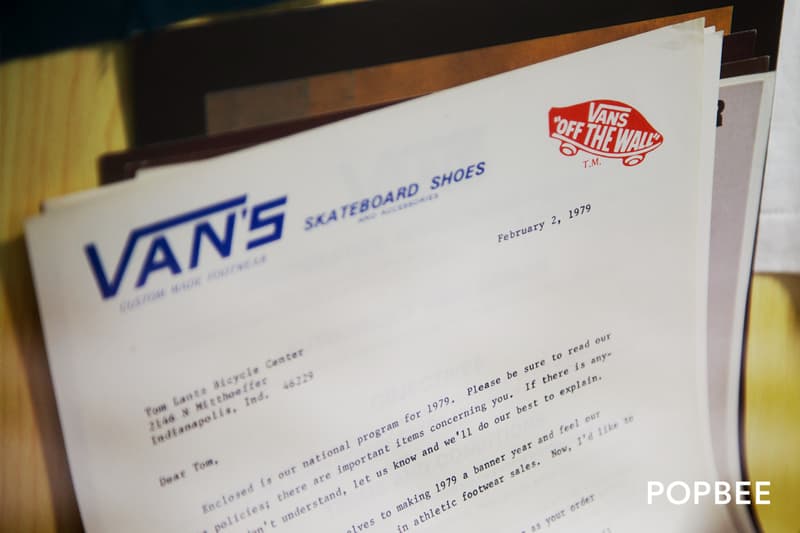 VANS
"OFF THE WALL"
T.M.
VAN'S
SKATEBOARD SHOES
AND ACCESSORIES
CUSTOM MADE FOOTWEAR
February 2, 1979
Tom Lantz Bicycle Center
2146 N Mitthoeffer
Indianapolis, Ind. 46229
Dear Tom,
Enclosed is our national program for 1979. Please be sure to read our
policies; there are important items concerning you. If there is any-
don't understand, let us know and we'll do our best to explain.
selves to making 1979 a banner year and feel our
in athletic footwear sales. Now, I'd like to
as your order
R
POPBEE